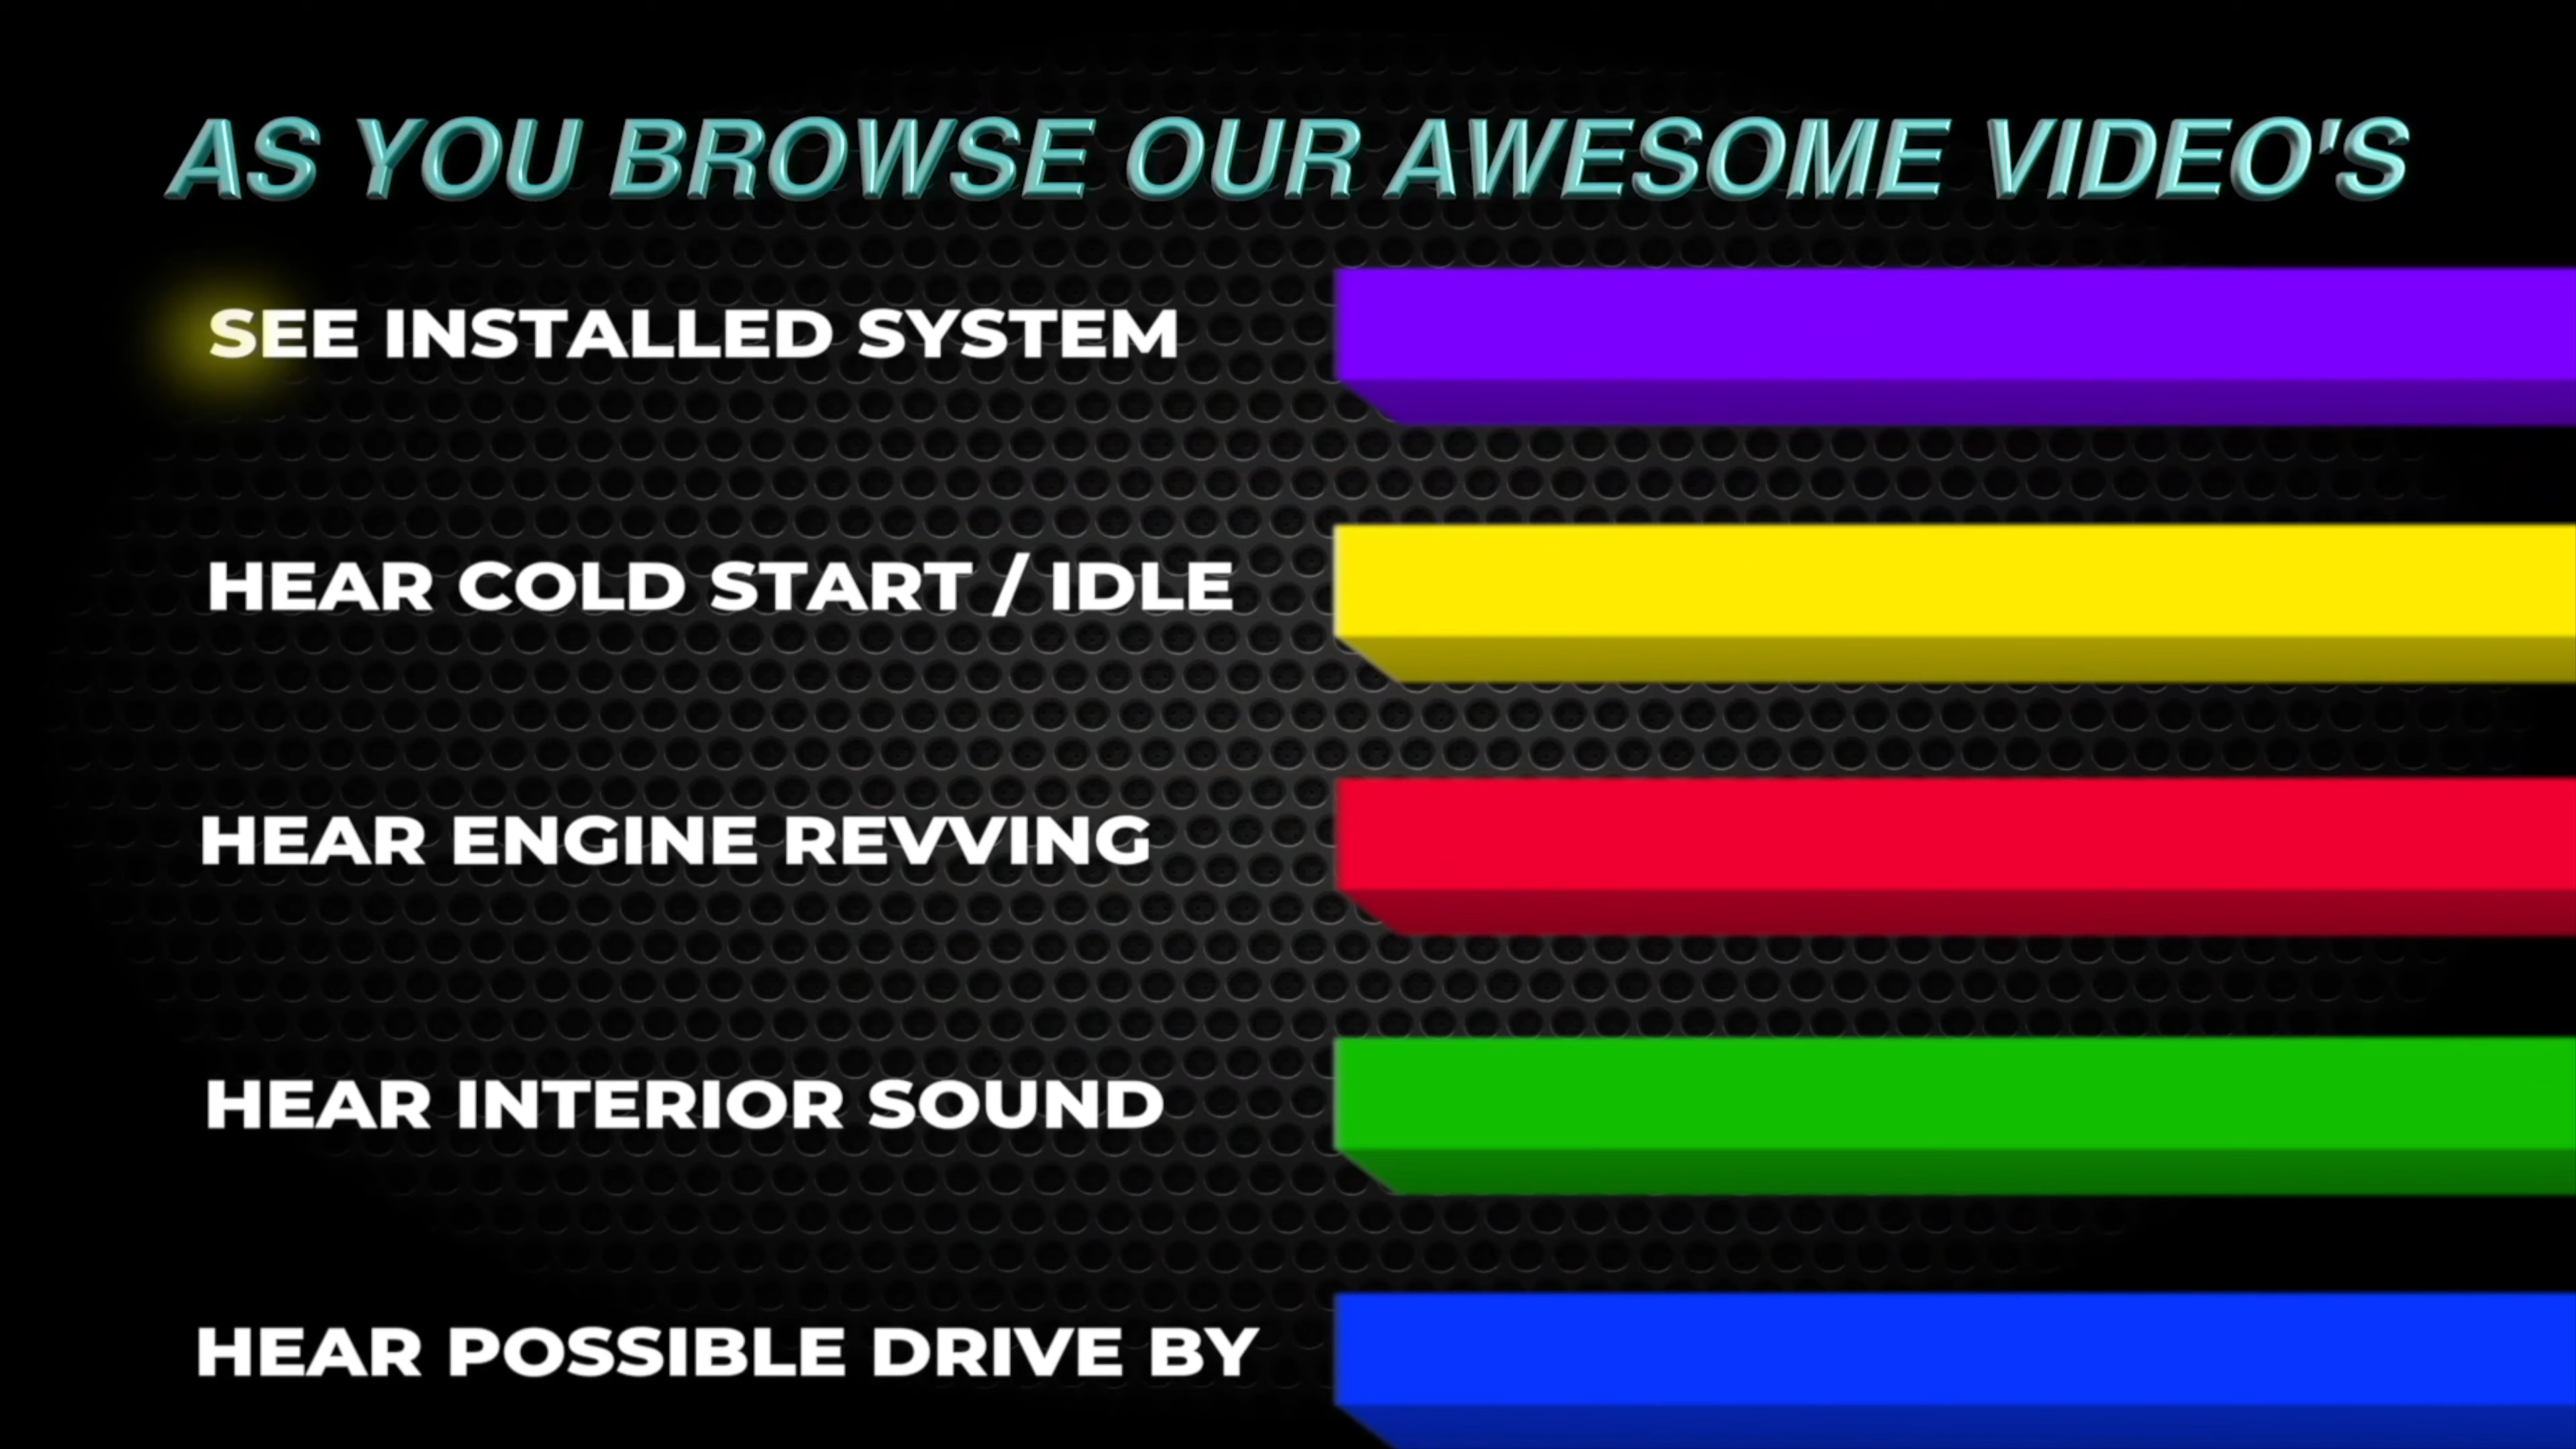 AS YOU BROWSE OUR AWESOME VIDEO'S
SEE INSTALLED SYSTEM
HEAR COLD START / IDLE
HEAR ENGINE REVVING
HEAR INTERIOR SOUND
HEAR POSSIBLE DRIVE BY